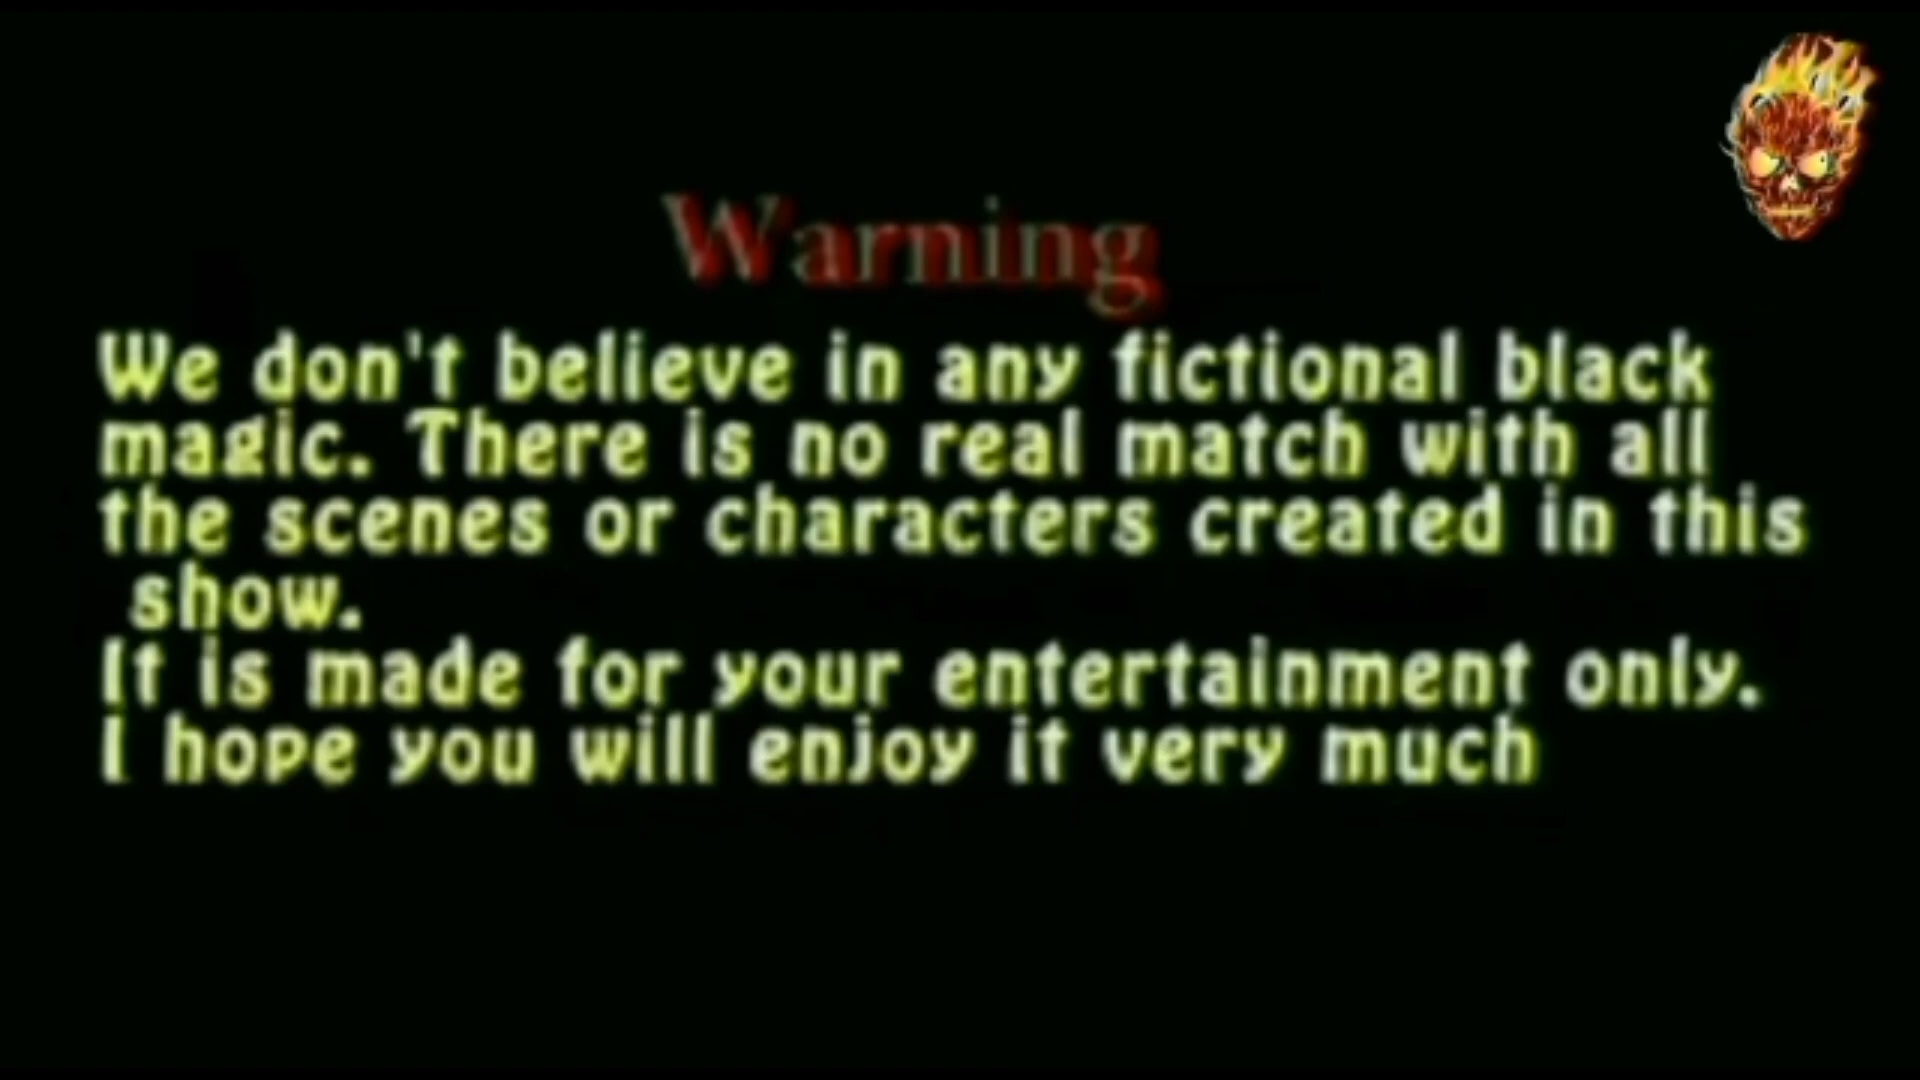 Warning
We don't believe in any fictional black
magic. There is no real match with all
the scenes or characters created in this
show.
It is made for your entertainment only.
I hope you will enjoy it very much